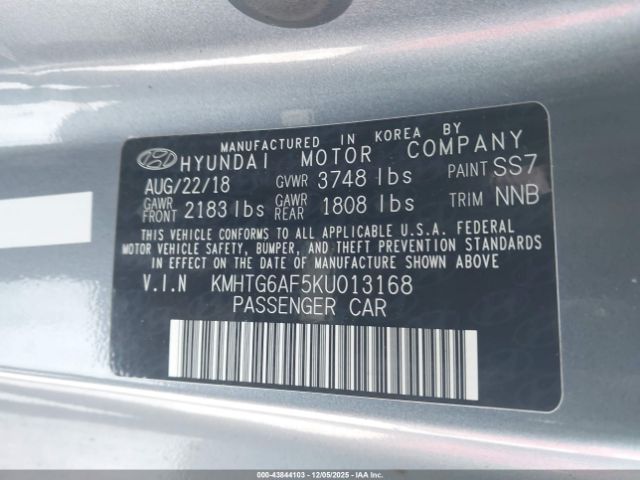 MANUFACTURED IN KOREA BY
HYUNDAI MOTOR COMPANY
AUG/22/18 GVWR 3748 lbs PAINT SS7
GAWR FRONT 2183 lbs GAWR REAR 1808 lbs TRIM NNB
THIS VEHICLE CONFORMS TO ALL APPLICABLE U.S.A. FEDERAL
MOTOR VEHICLE SAFETY, BUMPER, AND THEFT PREVENTION STANDARDS
IN EFFECT ON THE DATE OF MANUFACTURE SHOWN ABOVE
V.I.N KMHTG6AF5KU013168
PASSENGER CAR
000-43844103 - 12/05/2025 - COPYRIGHT IAA, LLC